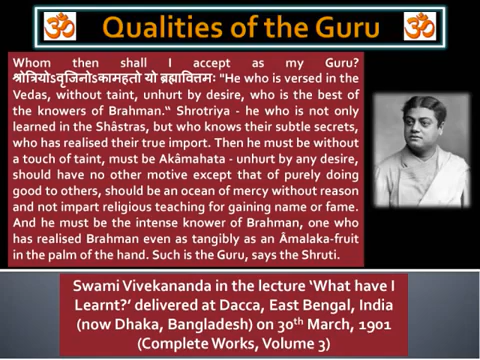 ॐ Qualities of the Guru ॐ
Whom then shall I accept as my Guru?
श्रोत्रियोऽवृजिनोऽकामहतो यो ब्रह्मवित्तमः "He who is versed in the
Vedas, without taint, unhurt by desire, who is the best of
the knowers of Brahman." Shrotriya - he who is not only
learned in the Shâstras, but who knows their subtle secrets,
who has realised their true import. Then he must be without
a touch of taint, must be Akâmahata - unhurt by any desire,
should have no other motive except that of purely doing
good to others, should be an ocean of mercy without reason
and not impart religious teaching for gaining name or fame.
And he must be the intense knower of Brahman, one who
has realised Brahman even as tangibly as an Âmalaka-fruit
in the palm of the hand. Such is the Guru, says the Shruti.
Swami Vivekananda in the lecture ‘What have I
Learnt?’ delivered at Dacca, East Bengal, India
(now Dhaka, Bangladesh) on 30th March, 1901
(Complete Works, Volume 3)